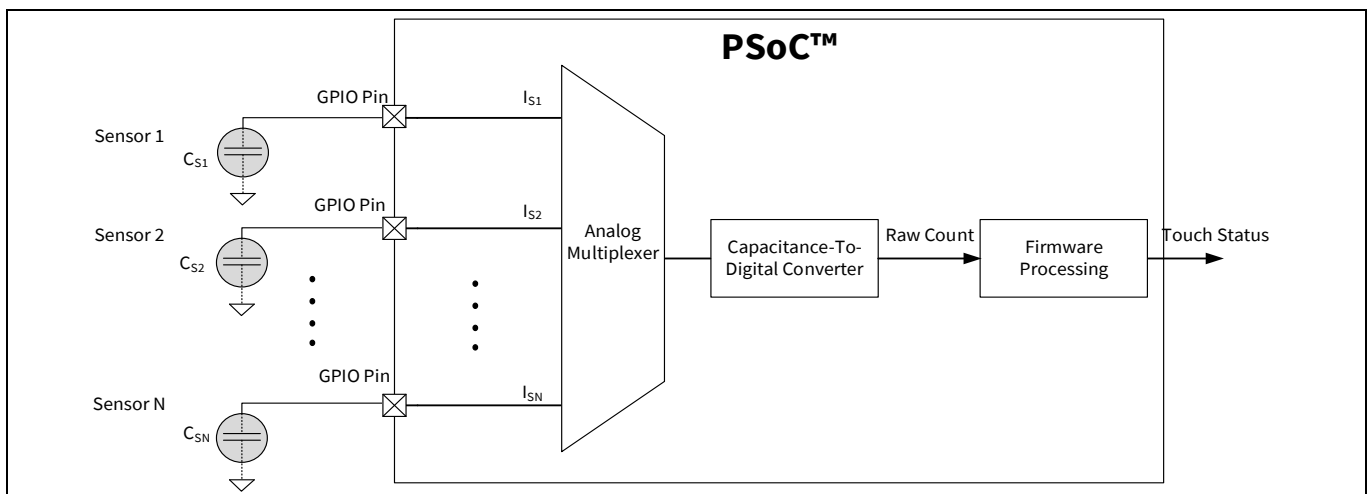 PSoC™
GPIO Pin
I_S1
Sensor 1
C_S1
GPIO Pin
I_S2
Sensor 2
C_S2
Analog
Multiplexer
Capacitance-To-
Digital Converter
Raw Count
Firmware
Processing
Touch Status
GPIO Pin
I_SN
Sensor N
C_SN